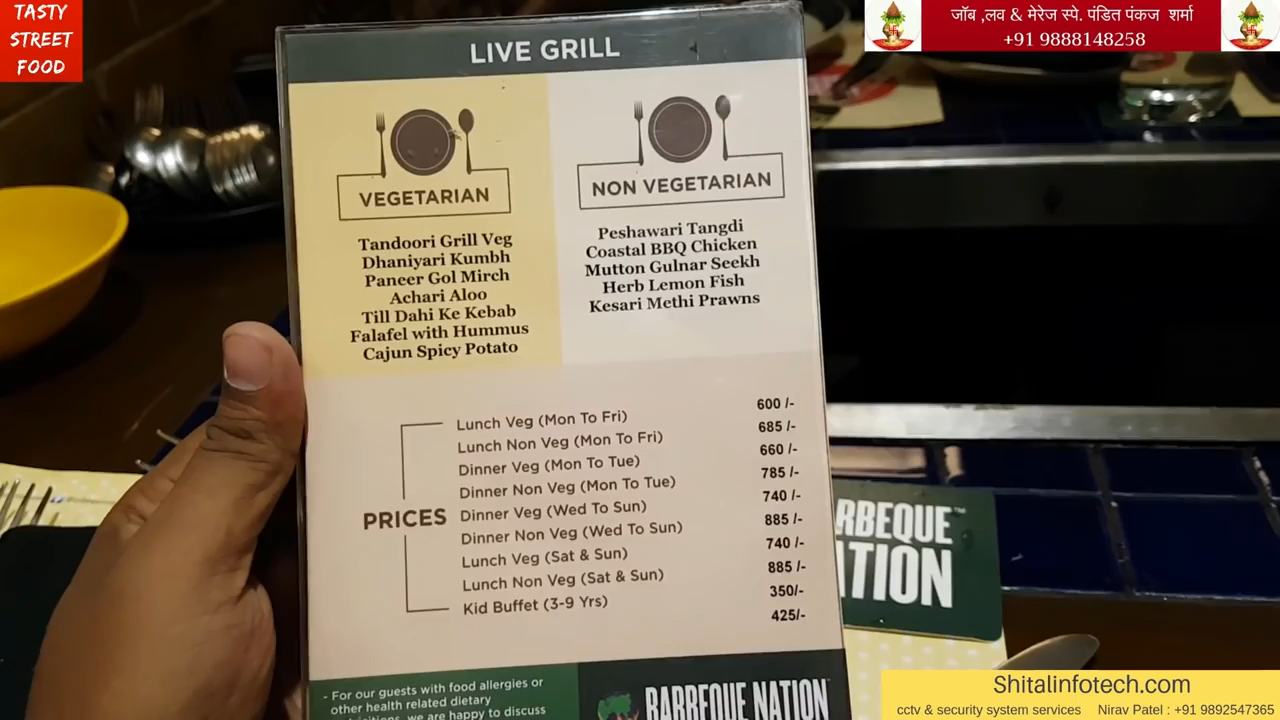 TASTY
STREET
FOOD
जॉब ,लव & मेरेज स्पे. पंडित पंकज शर्मा
+91 9888148258
LIVE GRILL
VEGETARIAN
Tandoori Grill Veg
Dhaniyari Kumbh
Paneer Gol Mirch
Achari Aloo
Till Dahi Ke Kebab
Falafel with Hummus
Cajun Spicy Potato
NON VEGETARIAN
Peshawari Tangdi
Coastal BBQ Chicken
Mutton Gulnar Seekh
Herb Lemon Fish
Kesari Methi Prawns
PRICES
Lunch Veg (Mon To Fri) 600 /-
Lunch Non Veg (Mon To Fri) 685 /-
Dinner Veg (Mon To Tue) 660 /-
Dinner Non Veg (Mon To Tue) 785 /-
Dinner Veg (Wed To Sun) 740 /-
Dinner Non Veg (Wed To Sun) 885 /-
Lunch Veg (Sat & Sun) 740 /-
Lunch Non Veg (Sat & Sun) 885 /-
Kid Buffet (3-9 Yrs) 350/-
425/-
- For our guests with food allergies or
other health related dietary
we are happy to discuss
BARBEQUE NATION
RBEQUE™
ATION
Shitalinfotech.com
cctv & security system services Nirav Patel : +91 9892547365